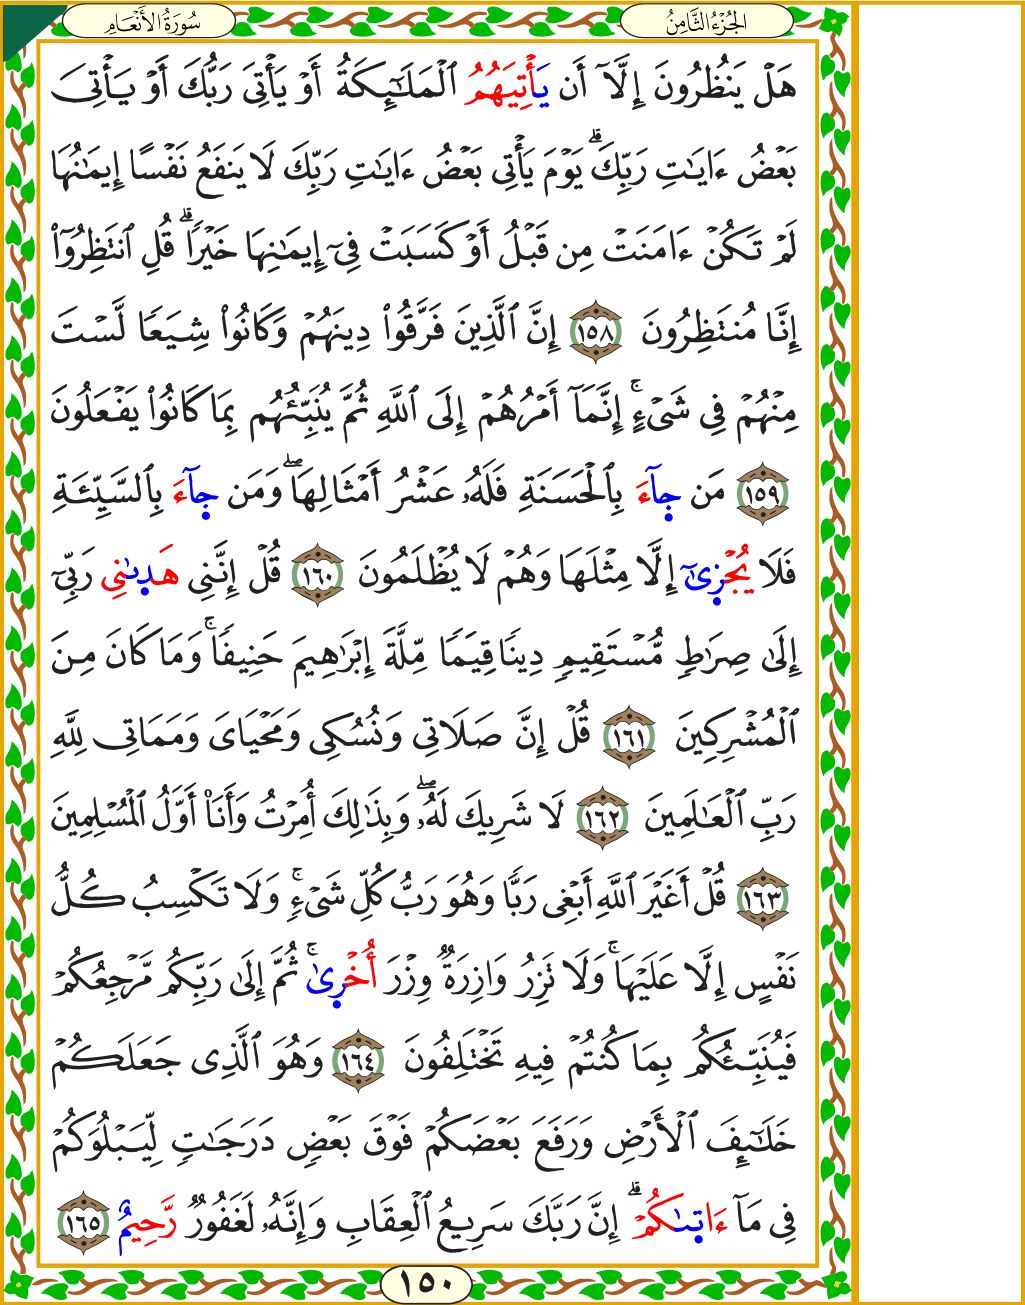 سُورَةُ الأَنْعَامِ
الجُزْءُ الثَّامِنُ
هَلْ يَنظُرُونَ إِلَّآ أَن يَأْتِيَهُمُ ٱلْمَلَٰٓئِكَةُ أَوْ يَأْتِىَ رَبُّكَ أَوْ يَأْتِىَ
بَعْضُ ءَايَٰتِ رَبِّكَ ۗ يَوْمَ يَأْتِى بَعْضُ ءَايَٰتِ رَبِّكَ لَا يَنفَعُ نَفْسًا إِيمَٰنُهَا
لَمْ تَكُنْ ءَامَنَتْ مِن قَبْلُ أَوْ كَسَبَتْ فِىٓ إِيمَٰنِهَا خَيْرًا ۗ قُلِ ٱنتَظِرُوٓا۟
إِنَّا مُنتَظِرُونَ ١٥٨ إِنَّ ٱلَّذِينَ فَرَّقُوا۟ دِينَهُمْ وَكَانُوا۟ شِيَعًا لَّسْتَ
مِنْهُمْ فِى شَىْءٍ ۚ إِنَّمَآ أَمْرُهُمْ إِلَى ٱللَّهِ ثُمَّ يُنَبِّئُهُم بِمَا كَانُوا۟ يَفْعَلُونَ
١٥٩ مَن جَآءَ بِٱلْحَسَنَةِ فَلَهُۥ عَشْرُ أَمْثَالِهَا ۖ وَمَن جَآءَ بِٱلسَّيِّئَةِ
فَلَا يُجْزَىٰٓ إِلَّا مِثْلَهَا وَهُمْ لَا يُظْلَمُونَ ١٦٠ قُلْ إِنَّنِى هَدَىٰنِى رَبِّىٓ
إِلَىٰ صِرَٰطٍ مُّسْتَقِيمٍ دِينًا قِيَمًا مِّلَّةَ إِبْرَٰهِيمَ حَنِيفًا ۚ وَمَا كَانَ مِنَ
ٱلْمُشْرِكِينَ ١٦١ قُلْ إِنَّ صَلَاتِى وَنُسُكِى وَمَحْيَاىَ وَمَمَاتِى لِلَّهِ
رَبِّ ٱلْعَٰلَمِينَ ١٦٢ لَا شَرِيكَ لَهُۥ ۖ وَبِذَٰلِكَ أُمِرْتُ وَأَنَا۠ أَوَّلُ ٱلْمُسْلِمِينَ
١٦٣ قُلْ أَغَيْرَ ٱللَّهِ أَبْغِى رَبًّا وَهُوَ رَبُّ كُلِّ شَىْءٍ ۚ وَلَا تَكْسِبُ كُلُّ
نَفْسٍ إِلَّا عَلَيْهَا ۚ وَلَا تَزِرُ وَازِرَةٌ وِزْرَ أُخْرَىٰ ۚ ثُمَّ إِلَىٰ رَبِّكُم مَّرْجِعُكُمْ
فَيُنَبِّئُكُم بِمَا كُنتُمْ فِيهِ تَخْتَلِفُونَ ١٦٤ وَهُوَ ٱلَّذِى جَعَلَكُمْ
خَلَٰٓئِفَ ٱلْأَرْضِ وَرَفَعَ بَعْضَكُمْ فَوْقَ بَعْضٍ دَرَجَٰتٍ لِّيَبْلُوَكُمْ
فِى مَآ ءَاتَىٰكُمْ ۗ إِنَّ رَبَّكَ سَرِيعُ ٱلْعِقَابِ وَإِنَّهُۥ لَغَفُورٌ رَّحِيمٌ ١٦٥
١٥٠